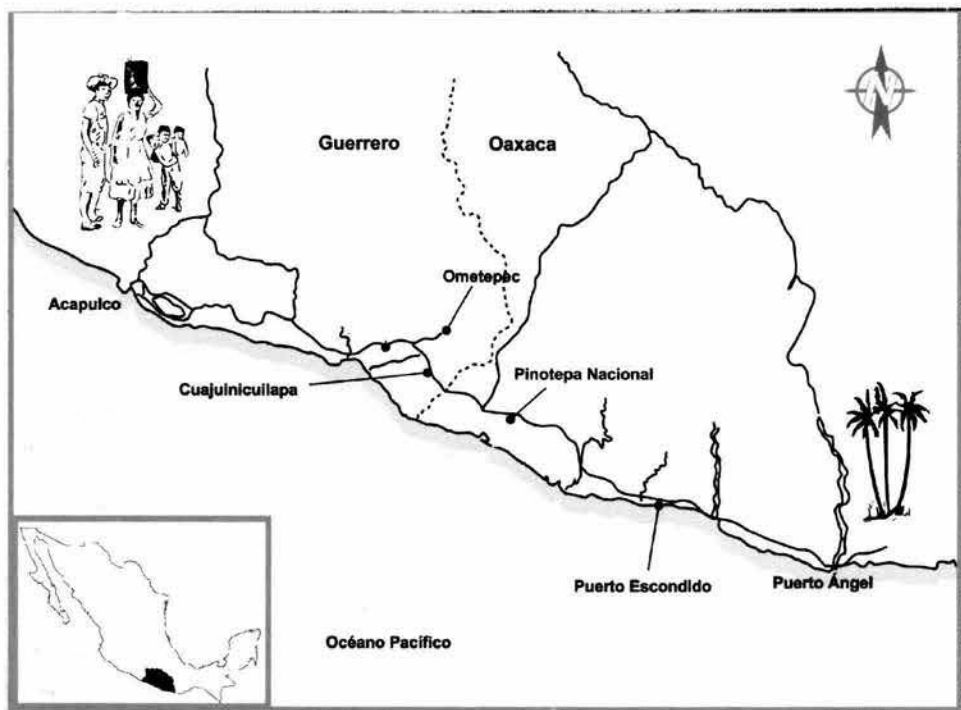 N
Guerrero
Oaxaca
Ometepec
Acapulco
Cuajuinicuilapa
Pinotepa Nacional
Puerto Escondido
Puerto Ángel
Océano Pacífico